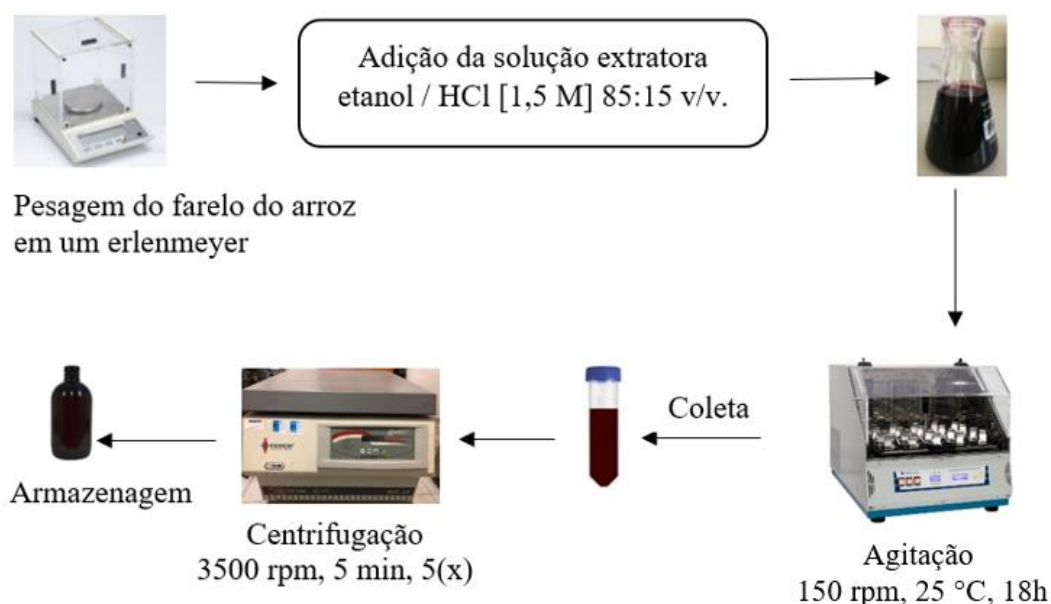 Adição da solução extratora
etanol / HCl [1,5 M] 85:15 v/v.
Pesagem do farelo do arroz
em um erlenmeyer
Coleta
Armazenagem
Centrifugação
3500 rpm, 5 min, 5(x)
Agitação
150 rpm, 25 °C, 18h